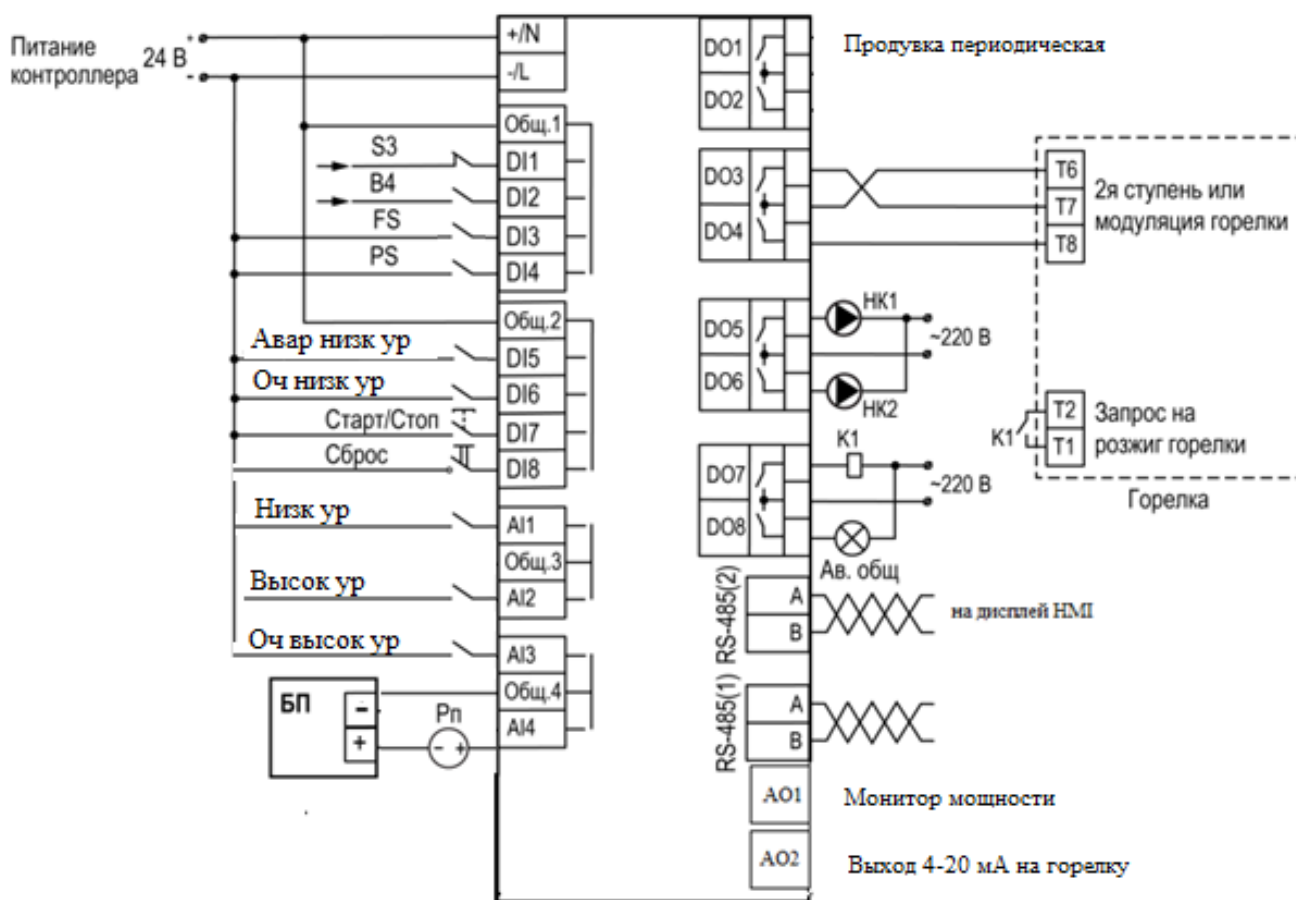 Питание
контроллера
24 В
+
-
+/N
-/L
Общ.1
S3
DI1
B4
DI2
FS
DI3
PS
DI4
Общ.2
Авар низк ур
DI5
Оч низк ур
DI6
Старт/Стоп
DI7
Сброс
DI8
Низк ур
AI1
Общ.3
Высок ур
AI2
Оч высок ур
AI3
Общ.4
БП
-
+
Рп
- +
AI4
DO1
Продувка периодическая
DO2
DO3
DO4
T6
T7
T8
2я ступень или
модуляция горелки
DO5
НК1
~220 В
DO6
НК2
K1
T2
T1
Запрос на
розжиг горелки
Горелка
DO7
K1
~220 В
DO8
Ав. общ
RS-485(2)
A
B
на дисплей HMI
RS-485(1)
A
B
AO1
Монитор мощности
AO2
Выход 4-20 мА на горелку